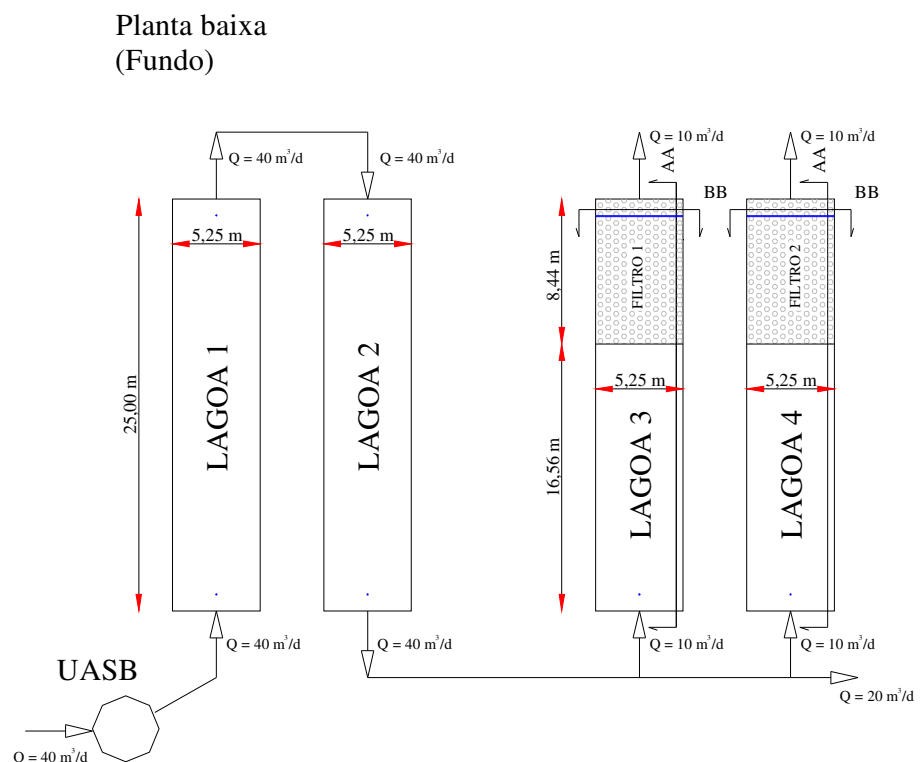 Planta baixa
(Fundo)
Q = 40 m³/d
Q = 40 m³/d
Q = 10 m³/d
Q = 10 m³/d
AA
AA
BB
BB
5,25 m
5,25 m
FILTRO 1
FILTRO 2
8,44 m
25,00 m
LAGOA 1
LAGOA 2
5,25 m
5,25 m
LAGOA 3
LAGOA 4
16,56 m
Q = 40 m³/d
Q = 40 m³/d
Q = 10 m³/d
Q = 10 m³/d
UASB
Q = 20 m³/d
Q = 40 m³/d